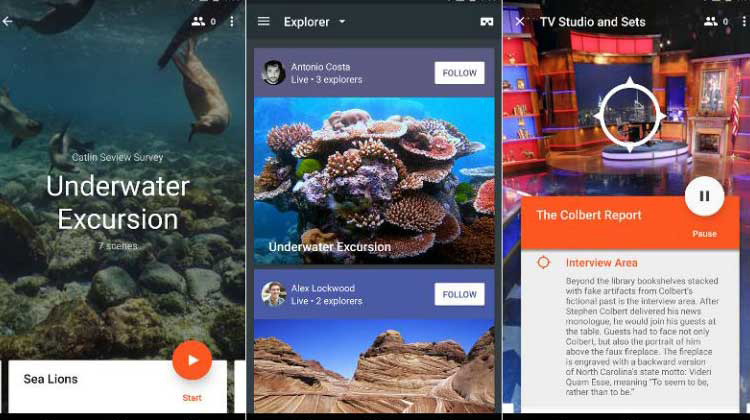 0
Catlin Seview Survey
Underwater
Excursion
7 scenes
Sea Lions
Start
Explorer
Antonio Costa
Live • 3 explorers
FOLLOW
Underwater Excursion
Alex Lockwood
Live • 2 explorers
FOLLOW
TV Studio and Sets
0
The Colbert Report
Pause
Interview Area
Beyond the library bookshelves stacked
with fake artifacts from Colbert's
fictional past is the interview area. After
Stephen Colbert delivered his news
monologue, he would join his guests at
the table. Guests had to face not only
Colbert, but also the portrait of him
above the faux fireplace. The fireplace
is engraved with a backward version
of North Carolina's state motto: Videri
Quam Esse, meaning "To seem to be,
rather than to be."